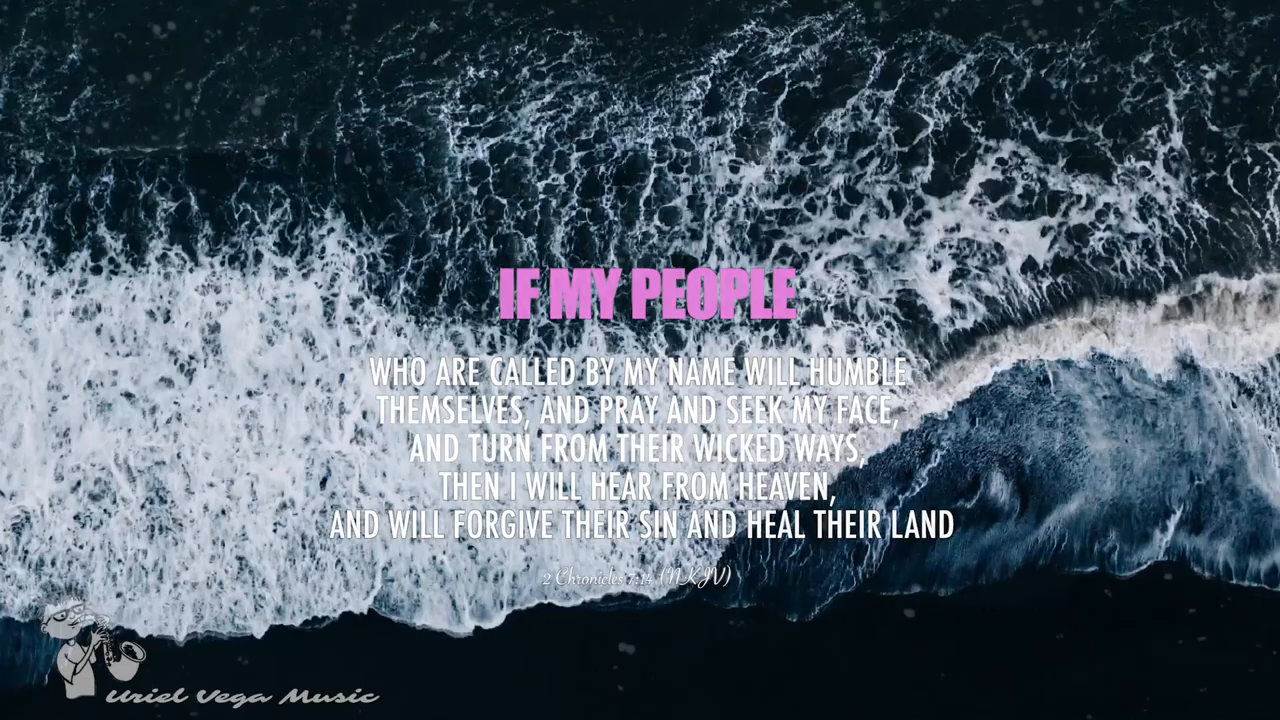 IF MY PEOPLE
WHO ARE CALLED BY MY NAME WILL HUMBLE
THEMSELVES, AND PRAY AND SEEK MY FACE,
AND TURN FROM THEIR WICKED WAYS,
THEN I WILL HEAR FROM HEAVEN,
AND WILL FORGIVE THEIR SIN AND HEAL THEIR LAND
2 Chronicles 7:14 (NKJV)
Uriel Vega Music